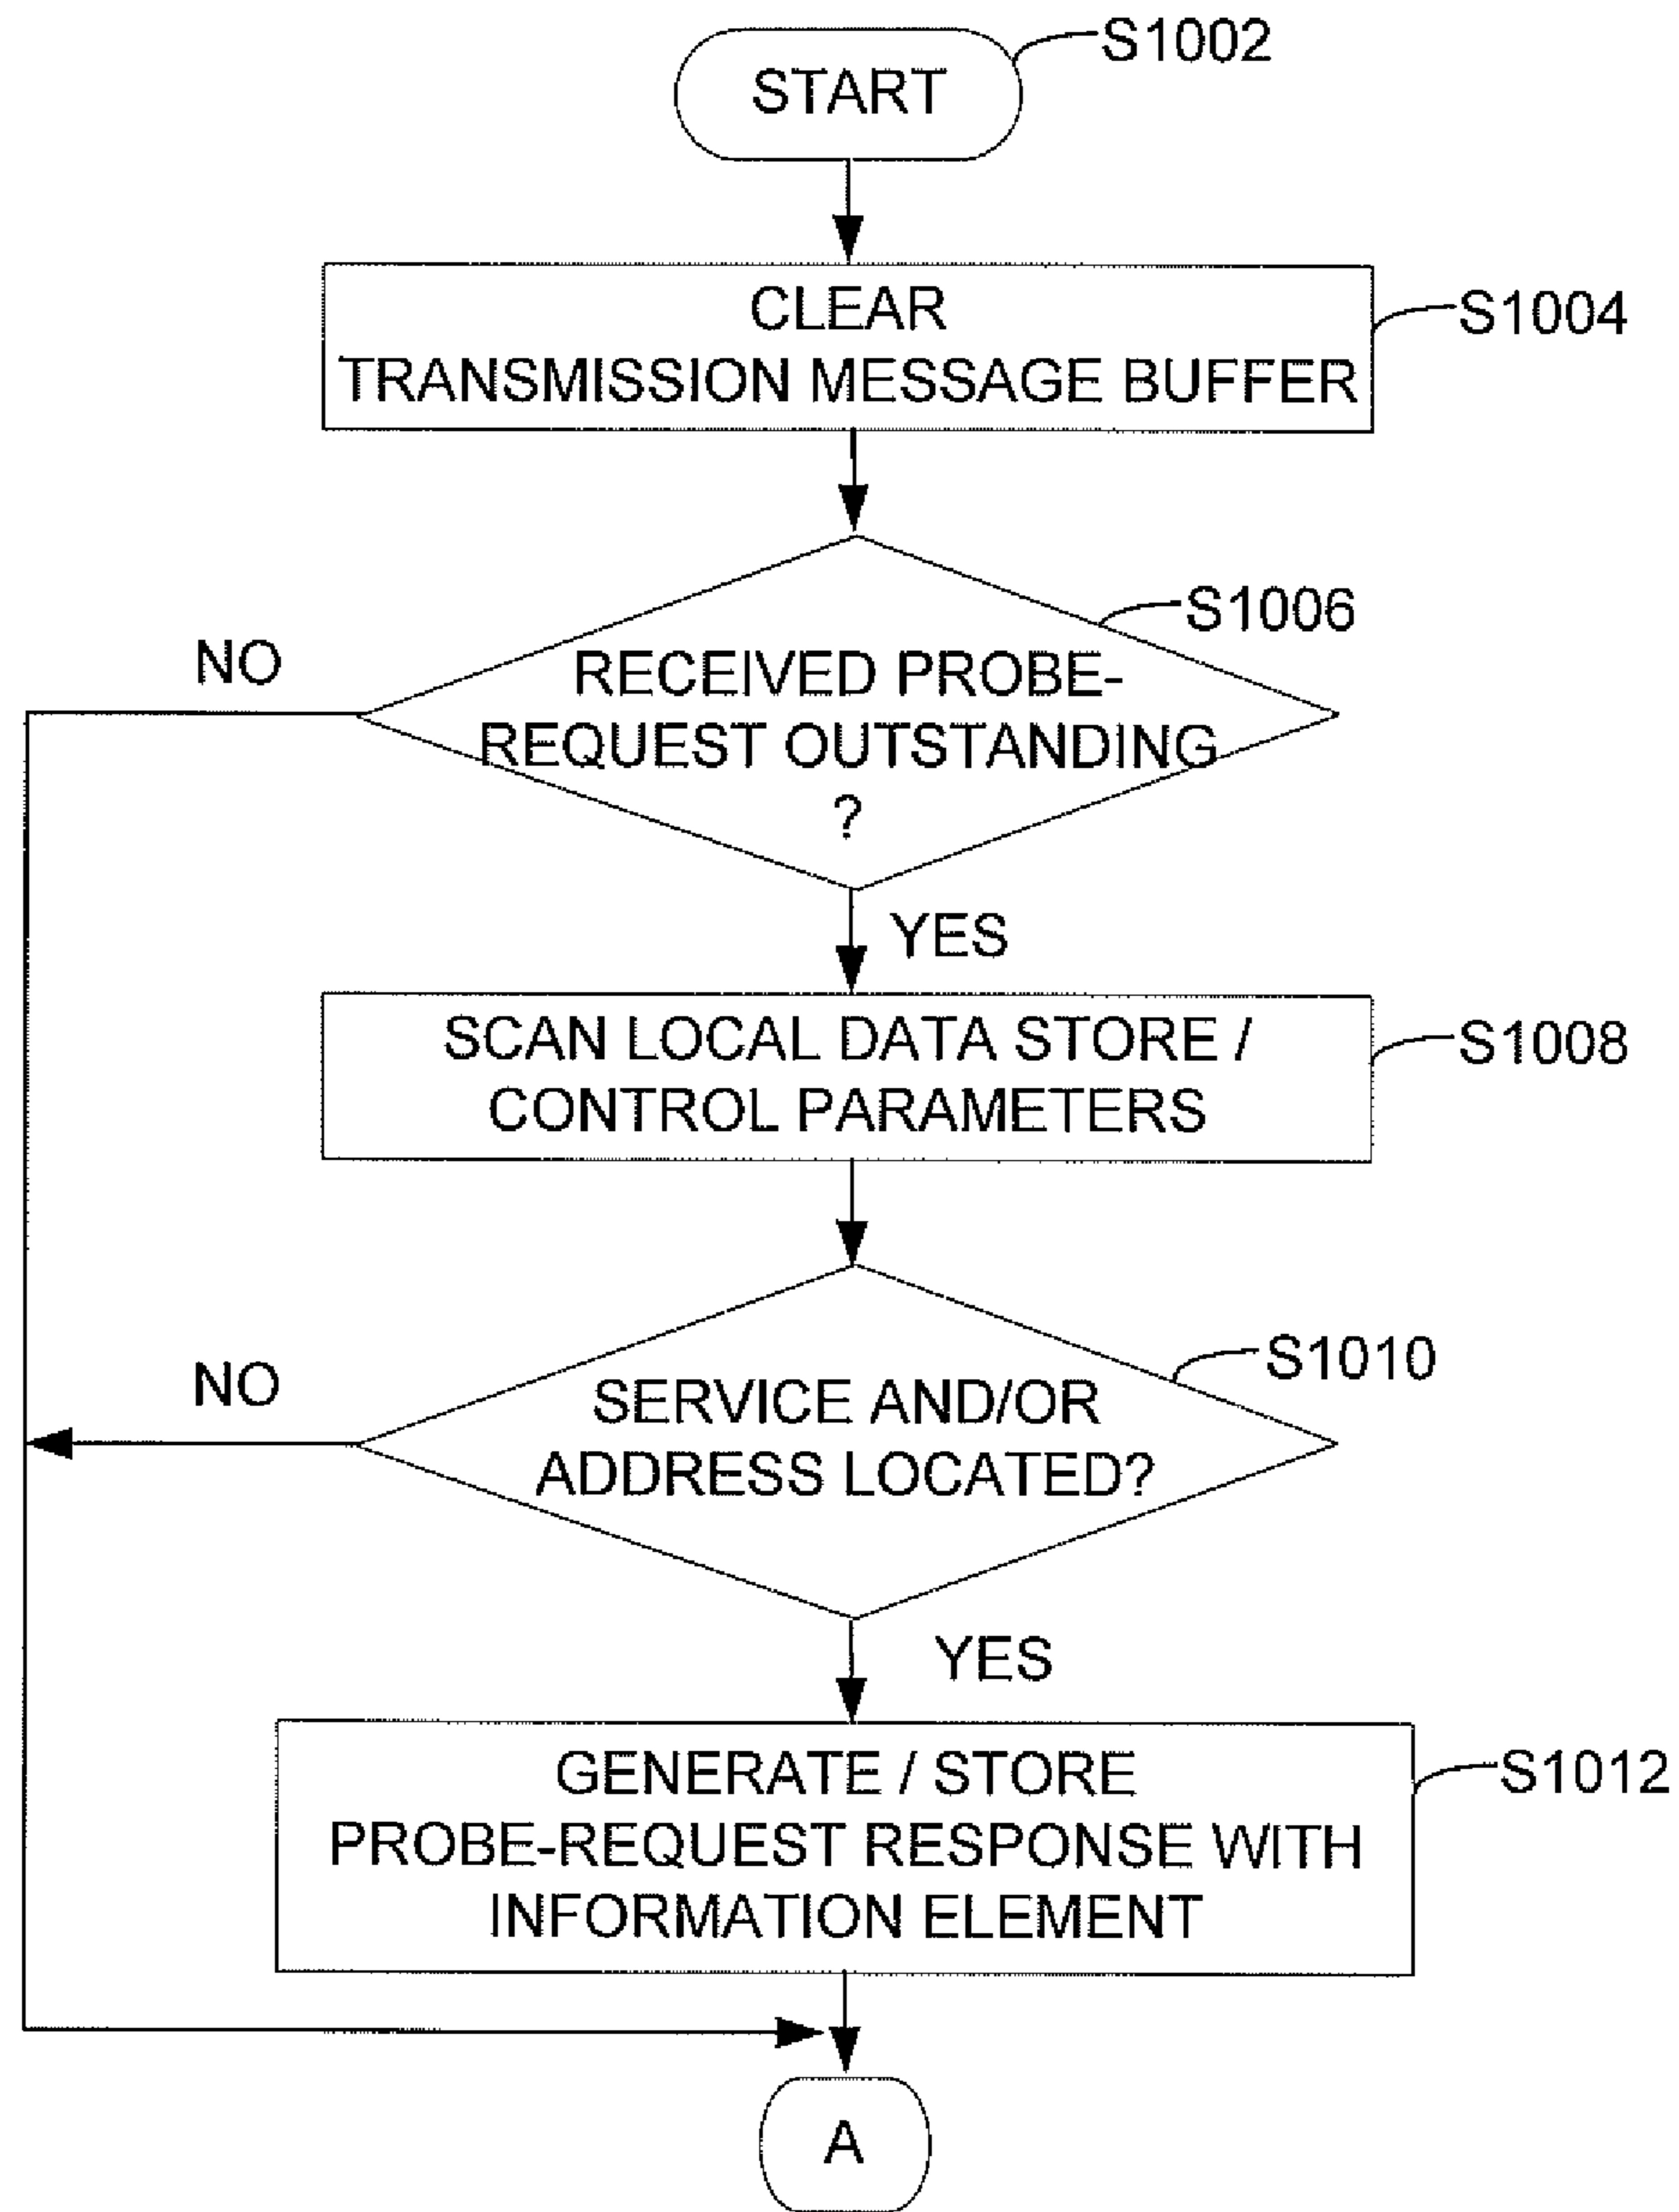 START
S1002
CLEAR
TRANSMISSION MESSAGE BUFFER
S1004
S1006
NO
RECEIVED PROBE-
REQUEST OUTSTANDING
?
YES
SCAN LOCAL DATA STORE /
CONTROL PARAMETERS
S1008
S1010
NO
SERVICE AND/OR
ADDRESS LOCATED?
YES
GENERATE / STORE
PROBE-REQUEST RESPONSE WITH
INFORMATION ELEMENT
S1012
A